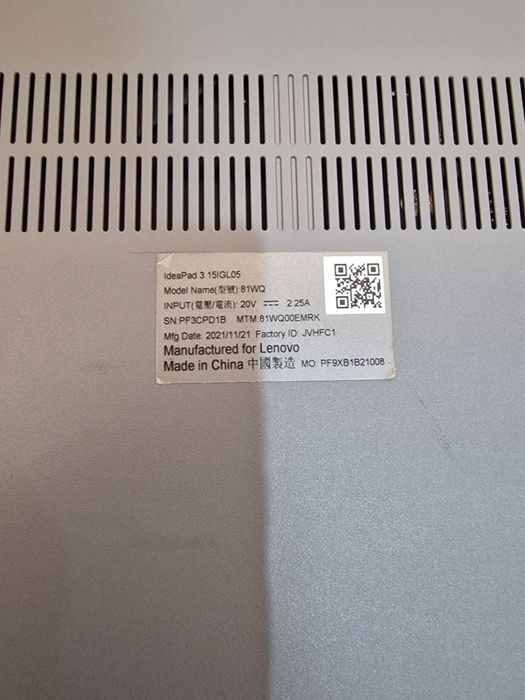 IdeaPad 3 15IGL05
Model Name(型號) 81WQ
INPUT(電壓/電流): 20V ⎓ 2.25A
SN:PF3CPD1B MTM:81WQ00EMRK
Mfg Date: 2021/11/21 Factory ID: JVHFC1
Manufactured for Lenovo
Made in China 中國製造 MO: PF9XB1B21008